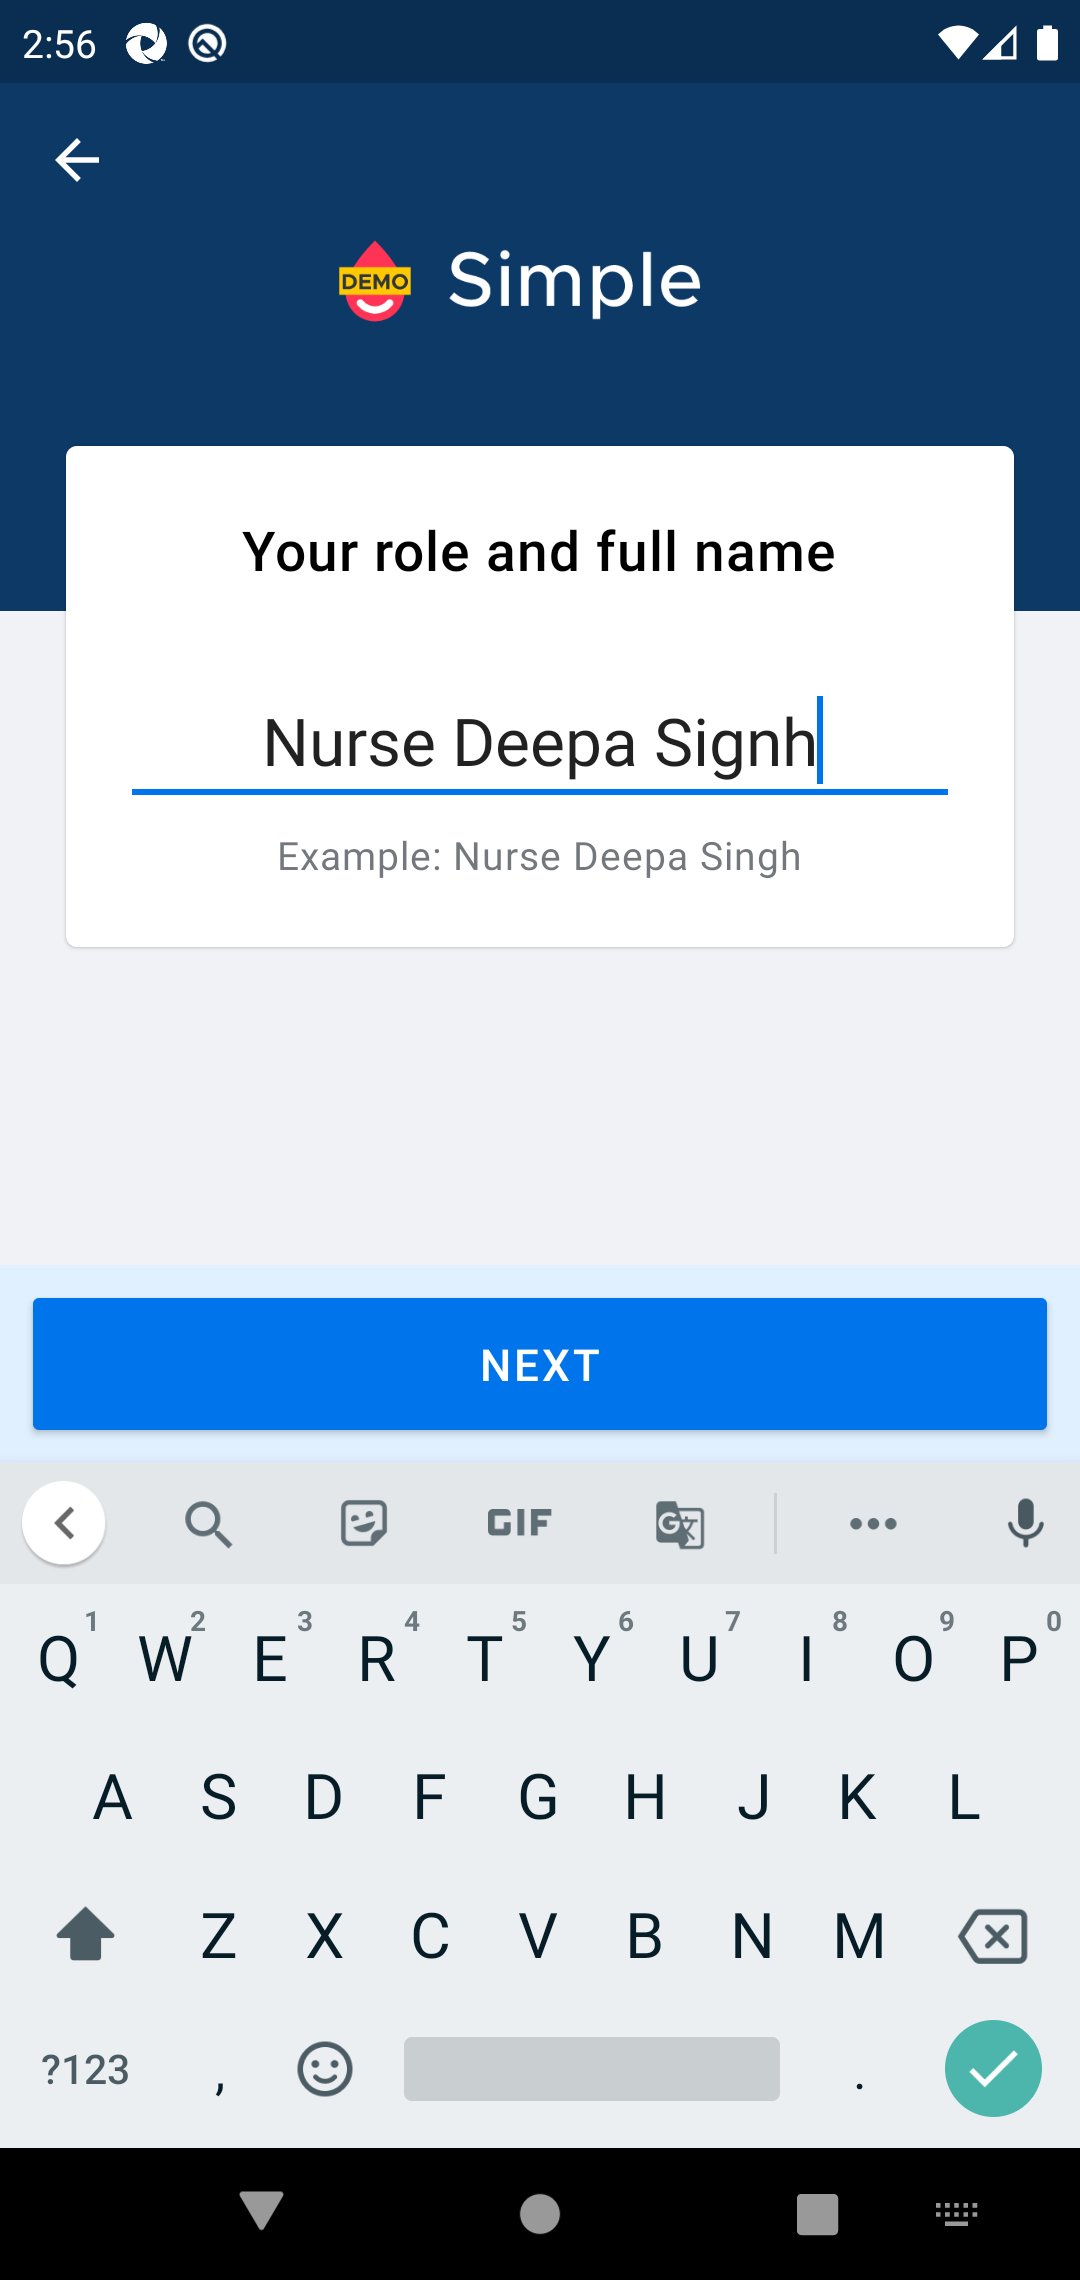 2:56
DEMO Simple
Your role and full name
Nurse Deepa Signh
Example: Nurse Deepa Singh
NEXT
GIF G
1 2 3 4 5 6 7 8 9 0
Q W E R T Y U I O P
A S D F G H J K L
Z X C V B N M
?123 , .